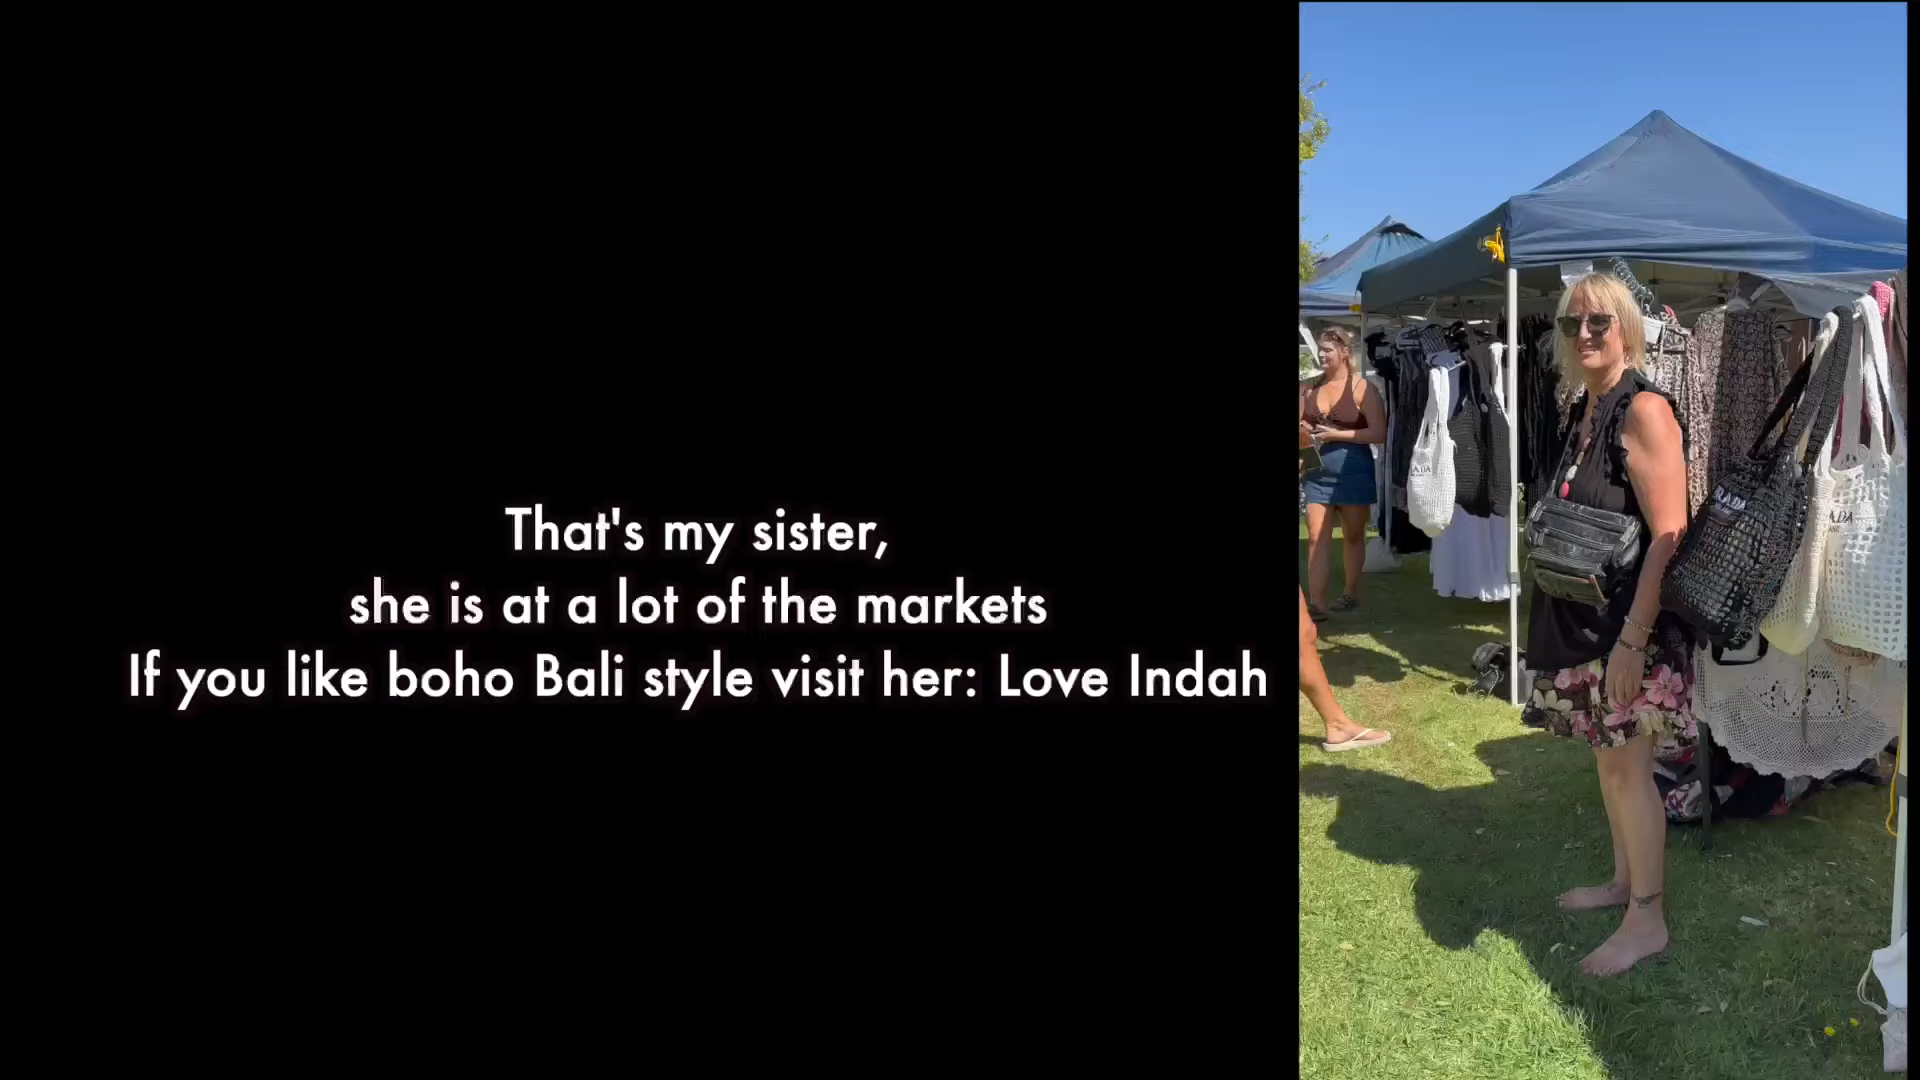 That's my sister,
she is at a lot of the markets
If you like boho Bali style visit her: Love Indah